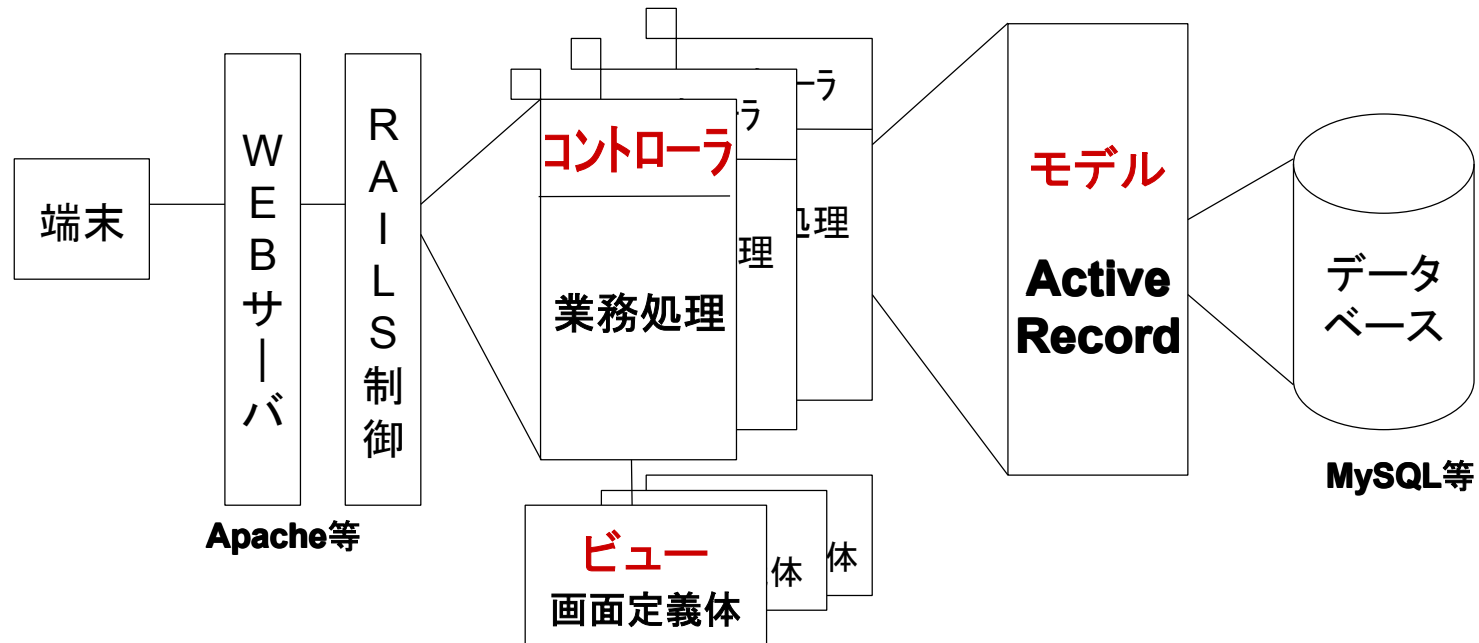 端末
WEBサーバ
Apache等
RAILS制御
コントローラ
業務処理
ーラ
理
ーラ
処理
ビュー
画面定義体
体
体
モデル
Active
Record
データ
ベース
MySQL等